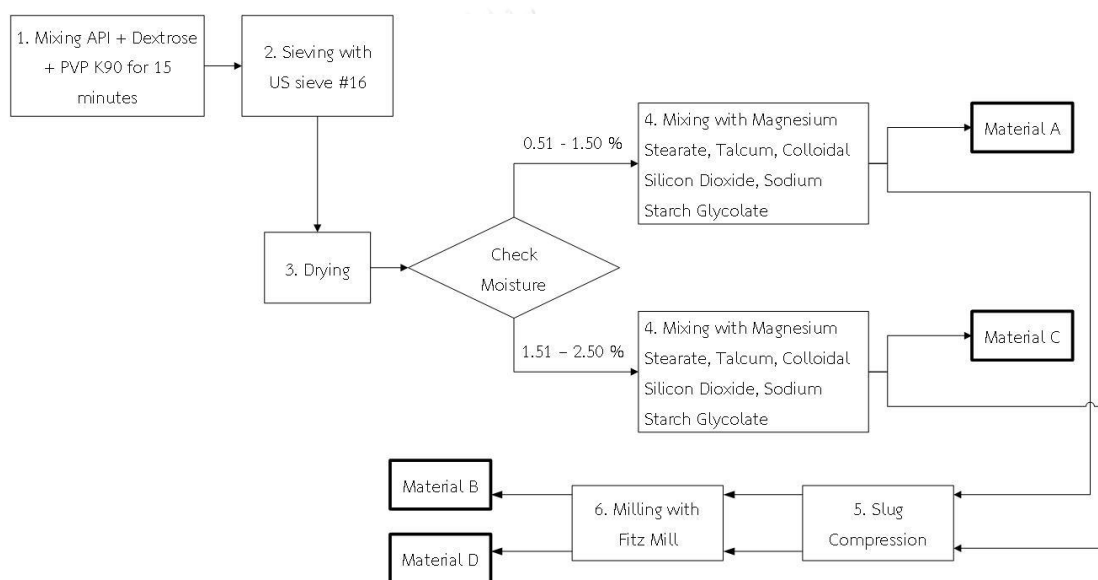 1. Mixing API + Dextrose
+ PVP K90 for 15
minutes
2. Sieving with
US sieve #16
3. Drying
Check
Moisture
0.51 - 1.50 %
4. Mixing with Magnesium
Stearate, Talcum, Colloidal
Silicon Dioxide, Sodium
Starch Glycolate
Material A
1.51 – 2.50 %
4. Mixing with Magnesium
Stearate, Talcum, Colloidal
Silicon Dioxide, Sodium
Starch Glycolate
Material C
5. Slug
Compression
6. Milling with
Fitz Mill
Material B
Material D